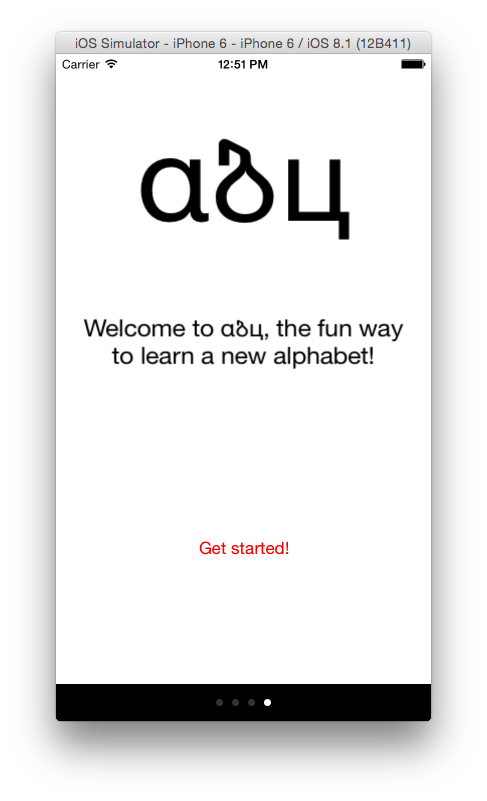 iOS Simulator - iPhone 6 - iPhone 6 / iOS 8.1 (12B411)
Carrier 12:51 PM
αბц
Welcome to αბц, the fun way
to learn a new alphabet!
Get started!